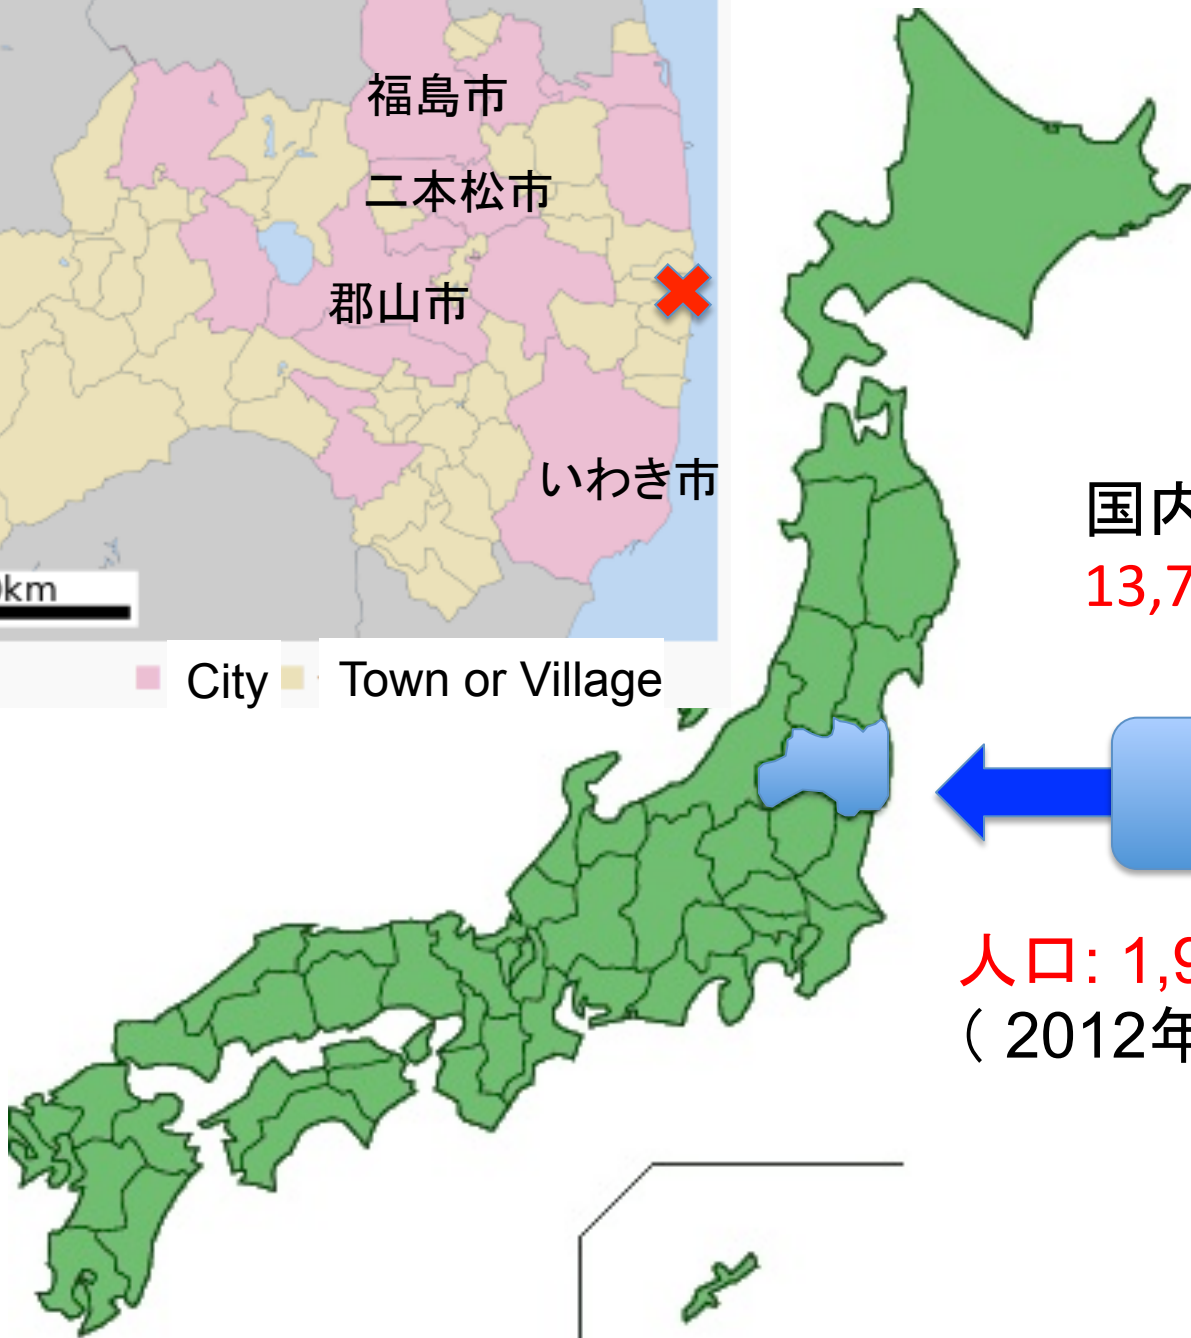 福島市
二本松市
郡山市
いわき市
km
City
Town or Village
国内
13,7
人口: 1,9
( 2012年